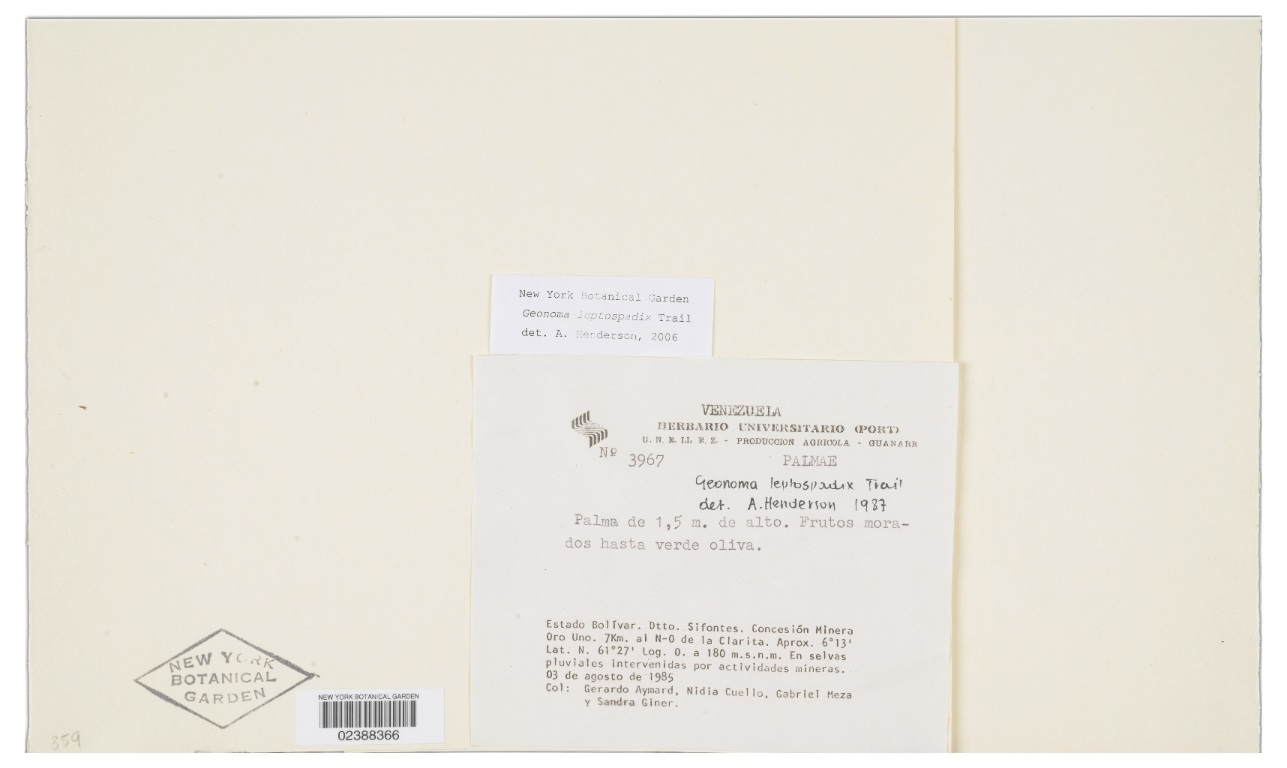 New York Botanical Garden
Geonoma leptospadix Trail
det. A. Henderson, 2006
VENEZUELA
HERBARIO UNIVERSITARIO (PORT)
U. N. E. LL E. Z. - PRODUCCION AGRICOLA - GUANARE
Nº 3967 PALMAE
Geonoma leptospadix Trail
det. A. Henderson 1987
Palma de 1,5 m. de alto. Frutos mora-
dos hasta verde oliva.
Estado Bolívar. Dtto. Sifontes. Concesión Minera
Oro Uno. 7Km. al N-O de la Clarita. Aprox. 6°13'
Lat. N. 61°27' Log. O. a 180 m.s.n.m. En selvas
pluviales intervenidas por actividades mineras.
03 de agosto de 1985
Col: Gerardo Aymard, Nidia Cuello, Gabriel Meza
y Sandra Giner.
NEW YORK
BOTANICAL
GARDEN
NEW YORK BOTANICAL GARDEN
02388366
359